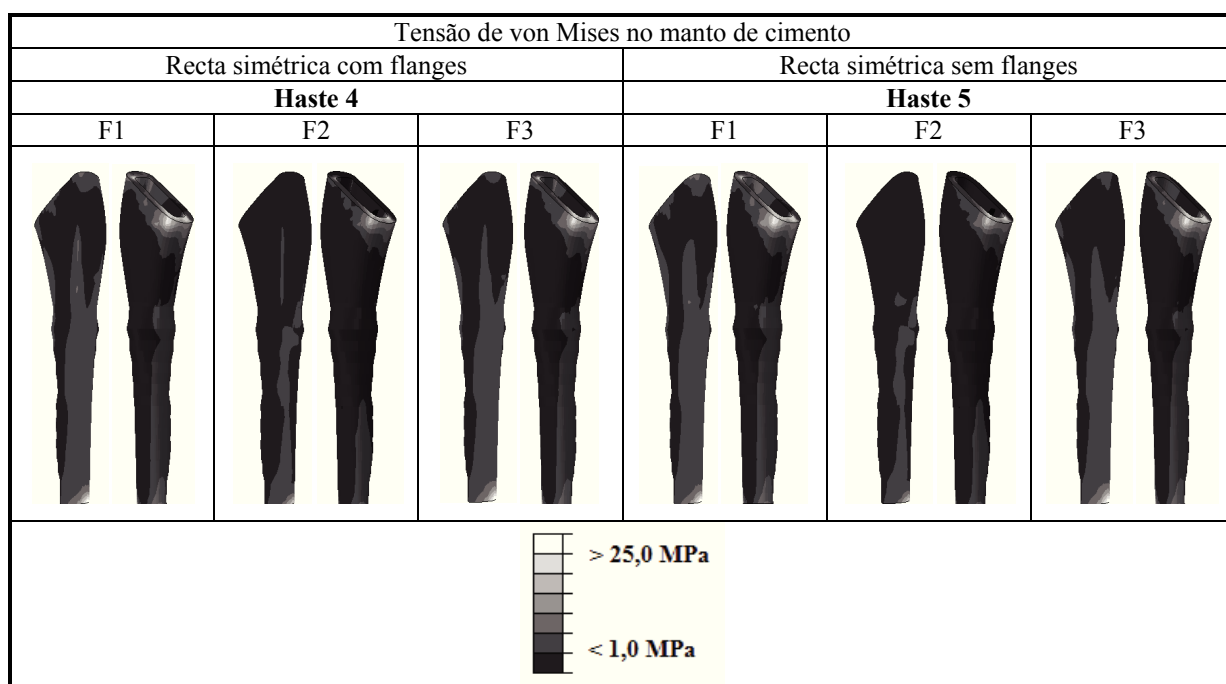 Tensão de von Mises no manto de cimento
Recta simétrica com flanges
Recta simétrica sem flanges
Haste 4
Haste 5
F1
F2
F3
F1
F2
F3
> 25,0 MPa
< 1,0 MPa